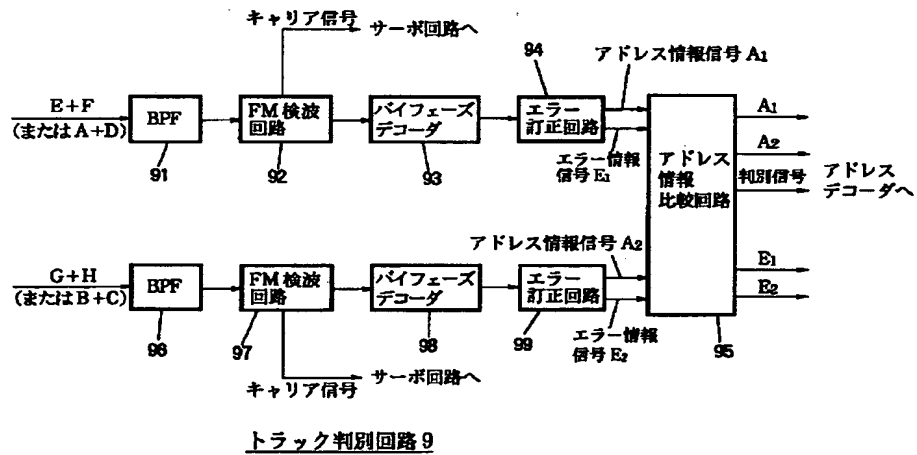 キャリア信号
サーボ回路へ
94
アドレス情報信号 A1
E+F
(またはA+D)
BPF
FM検波
回路
バイフェーズ
デコーダ
エラー
訂正回路
アドレス
情報
比較回路
A1
A2
判別信号
アドレス
デコーダへ
E1
E2
91
92
93
エラー情報
信号 E1
アドレス情報信号 A2
G+H
(またはB+C)
BPF
FM検波
回路
バイフェーズ
デコーダ
エラー
訂正回路
エラー情報
信号 E2
96
97
98
99
95
キャリア信号
サーボ回路へ
トラック判別回路9